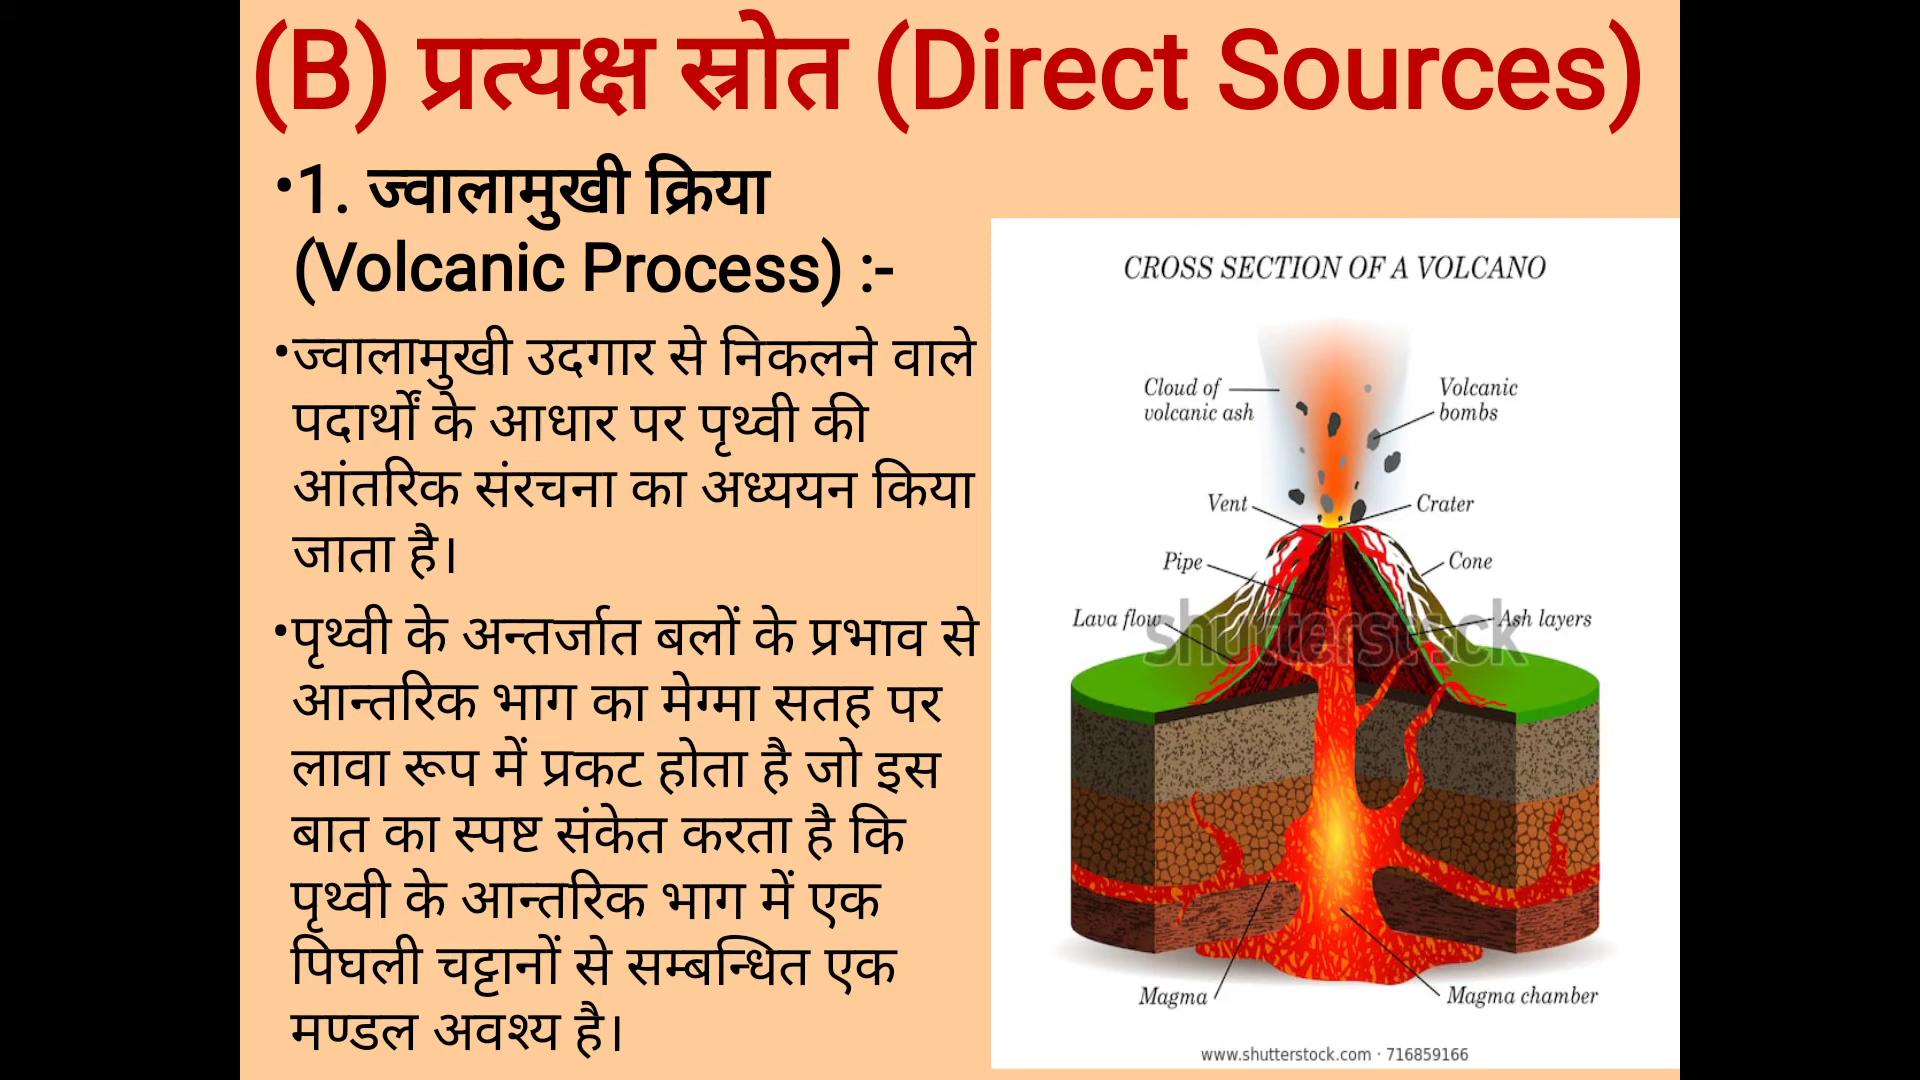 (B) प्रत्यक्ष स्रोत (Direct Sources)
•1. ज्वालामुखी क्रिया
(Volcanic Process) :-
•ज्वालामुखी उदगार से निकलने वाले
पदार्थों के आधार पर पृथ्वी की
आंतरिक संरचना का अध्ययन किया
जाता है।
•पृथ्वी के अन्तर्जात बलों के प्रभाव से
आन्तरिक भाग का मेग्मा सतह पर
लावा रूप में प्रकट होता है जो इस
बात का स्पष्ट संकेत करता है कि
पृथ्वी के आन्तरिक भाग में एक
पिघली चट्टानों से सम्बन्धित एक
मण्डल अवश्य है।
CROSS SECTION OF A VOLCANO
Cloud of
volcanic ash
Volcanic
bombs
Vent
Crater
Pipe
Cone
Lava flow
Ash layers
shutterstock
Magma
Magma chamber
www.shutterstock.com · 716859166